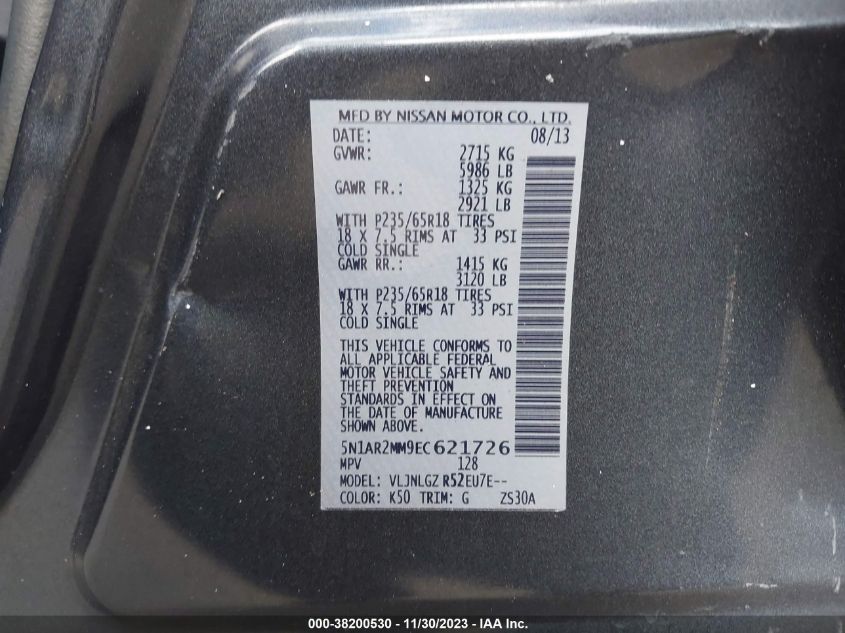 MFD BY NISSAN MOTOR CO., LTD.
DATE: 08/13
GVWR: 2715 KG
5986 LB
GAWR FR.: 1325 KG
2921 LB
WITH P235/65R18 TIRES
18 X 7.5 RIMS AT 33 PSI
COLD SINGLE
GAWR RR.: 1415 KG
3120 LB
WITH P235/65R18 TIRES
18 X 7.5 RIMS AT 33 PSI
COLD SINGLE
THIS VEHICLE CONFORMS TO
ALL APPLICABLE FEDERAL
MOTOR VEHICLE SAFETY AND
THEFT PREVENTION
STANDARDS IN EFFECT ON
THE DATE OF MANUFACTURE
SHOWN ABOVE.
5N1AR2MM9EC621726
MPV 128
MODEL: VLJNLGZ R52EU7E--
COLOR: K50 TRIM: G ZS30A
000-38200530 - 11/30/2023 - IAA Inc.